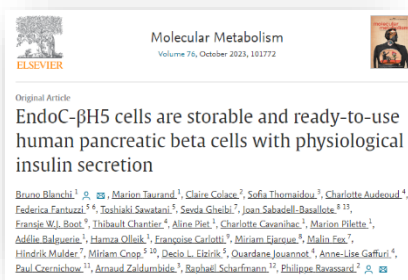 Molecular Metabolism
Volume 76, October 2023, 101772
ELSEVIER
Original Article
EndoC-βH5 cells are storable and ready-to-use
human pancreatic beta cells with physiological
insulin secretion
Bruno Blanchi 1, Marion Taurand 1, Claire Colace 2, Sofia Thomaidou 3, Charlotte Audeoud 4,
Federica Fantuzzi 5 6, Toshiaki Sawatani 5, Sevda Gheibi 7, Joan Sabadell-Basallote 8 13,
Fransje W.J. Boot 9, Thibault Chantier 4, Aline Piet 1, Charlotte Cavanihac 1, Marion Pilette 1,
Adélie Balguerie 1, Hamza Olleik 1, Françoise Carlotti 9, Miriam Ejarque 8, Malin Fex 7,
Hindrik Mulder 7, Miriam Cnop 5 10, Decio L. Eizirik 5, Ouardane Jouannot 4, Anne-Lise Gaffuri 4,
Paul Czernichow 11, Arnaud Zaldumbide 3, Raphaël Scharfmann 12, Philippe Ravassard 2